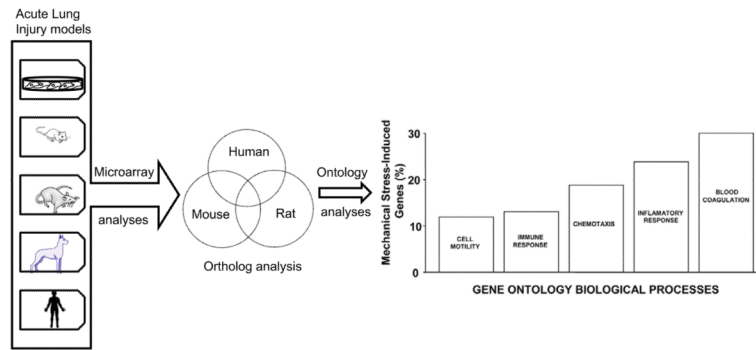 Acute Lung
Injury models
Microarray
analyses
Human
Mouse
Rat
Ortholog analysis
Ontology
analyses
Mechanical Stress-Induced
Genes (%)
30
20
10
0
CELL
MOTILITY
IMMUNE
RESPONSE
CHEMOTAXIS
INFLAMATORY
RESPONSE
BLOOD
COAGULATION
GENE ONTOLOGY BIOLOGICAL PROCESSES